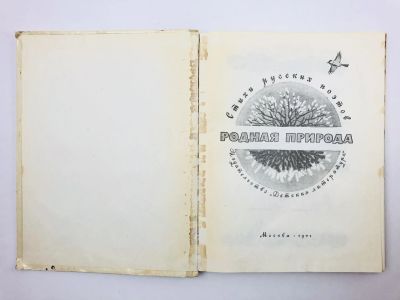 Стихи русских поэтов
РОДНАЯ ПРИРОДА
Издательство „Детская литература“
Москва